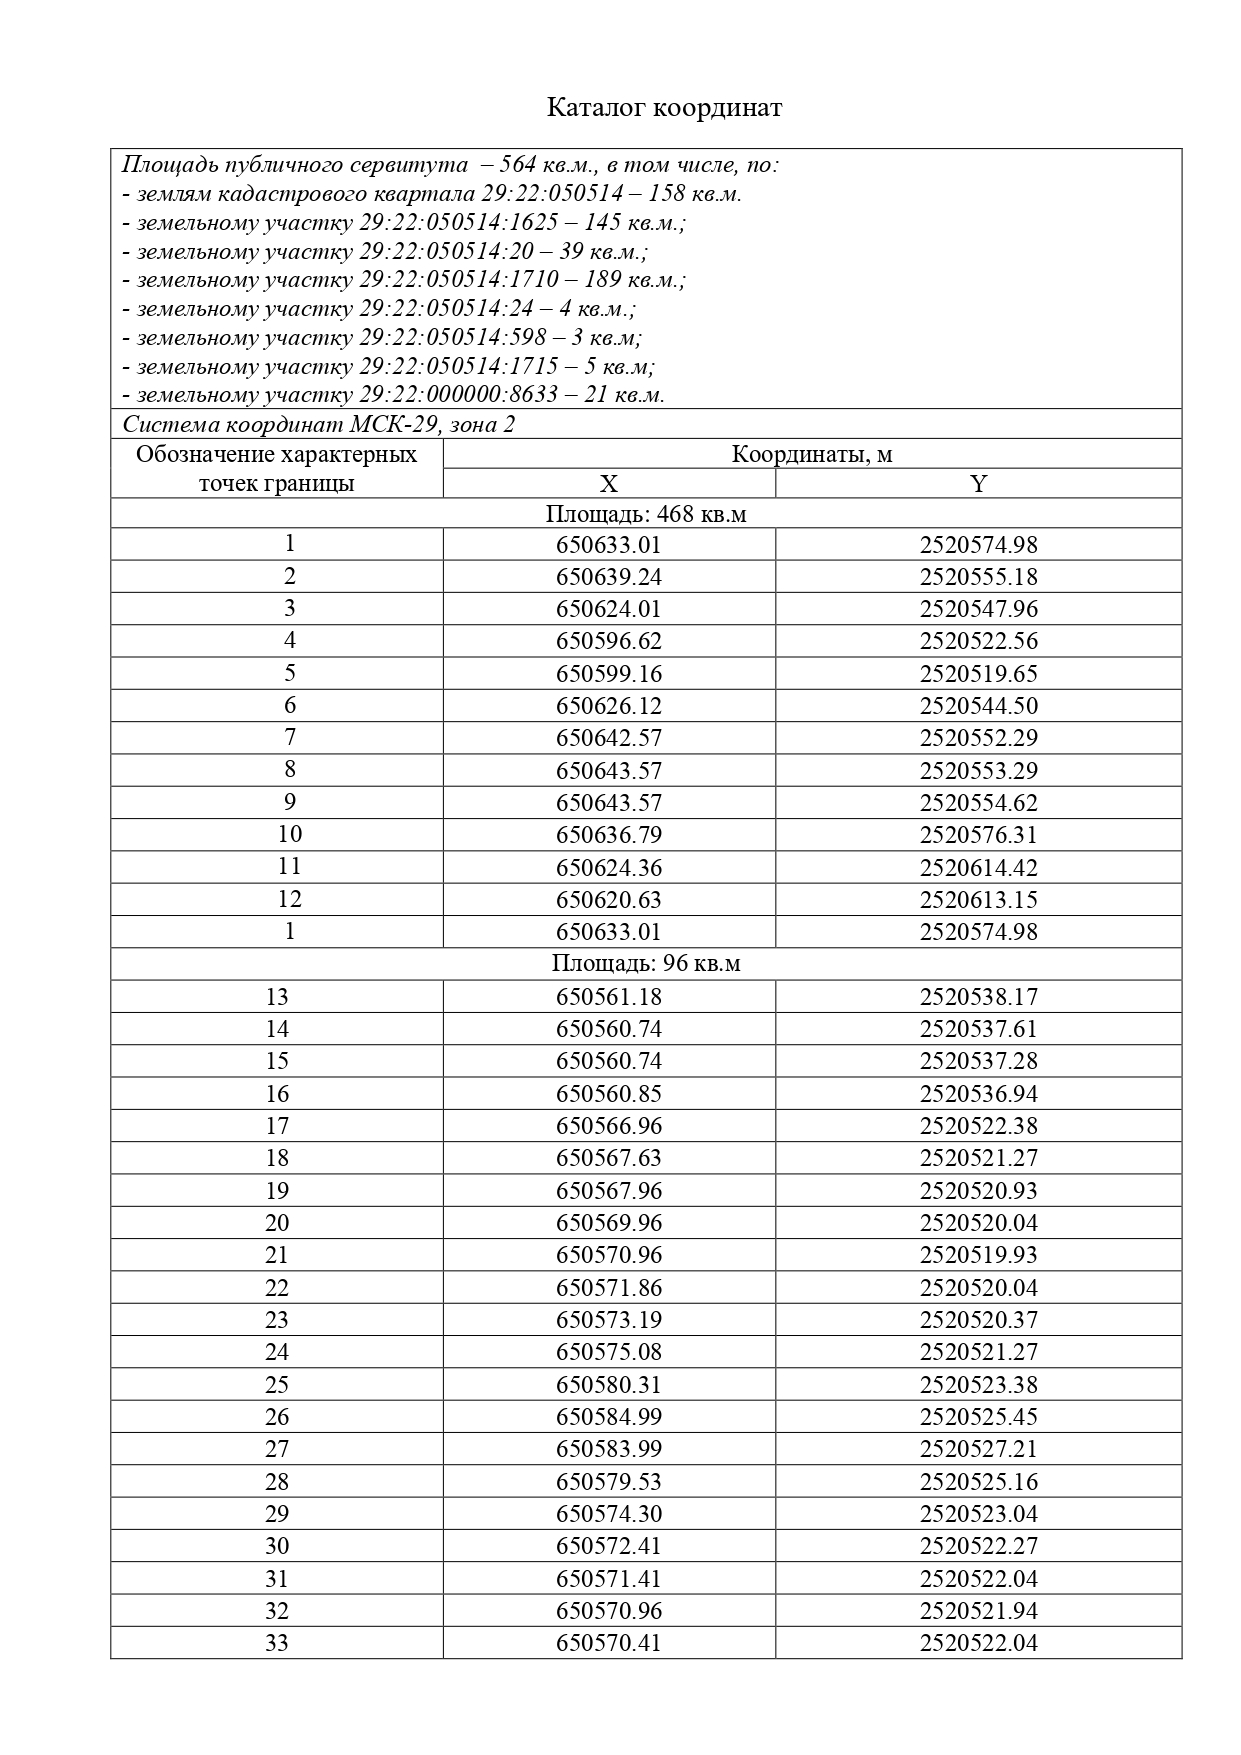 Каталог координат
Площадь публичного сервитута – 564 кв.м., в том числе, по:
- землям кадастрового квартала 29:22:050514 – 158 кв.м.
- земельному участку 29:22:050514:1625 – 145 кв.м.;
- земельному участку 29:22:050514:20 – 39 кв.м.;
- земельному участку 29:22:050514:1710 – 189 кв.м.;
- земельному участку 29:22:050514:24 – 4 кв.м.;
- земельному участку 29:22:050514:598 – 3 кв.м;
- земельному участку 29:22:050514:1715 – 5 кв.м;
- земельному участку 29:22:000000:8633 – 21 кв.м.
Система координат МСК-29, зона 2
Обозначение характерных точек границы
Координаты, м
X Y
Площадь: 468 кв.м
1 650633.01 2520574.98
2 650639.24 2520555.18
3 650624.01 2520547.96
4 650596.62 2520522.56
5 650599.16 2520519.65
6 650626.12 2520544.50
7 650642.57 2520552.29
8 650643.57 2520553.29
9 650643.57 2520554.62
10 650636.79 2520576.31
11 650624.36 2520614.42
12 650620.63 2520613.15
1 650633.01 2520574.98
Площадь: 96 кв.м
13 650561.18 2520538.17
14 650560.74 2520537.61
15 650560.74 2520537.28
16 650560.85 2520536.94
17 650566.96 2520522.38
18 650567.63 2520521.27
19 650567.96 2520520.93
20 650569.96 2520520.04
21 650570.96 2520519.93
22 650571.86 2520520.04
23 650573.19 2520520.37
24 650575.08 2520521.27
25 650580.31 2520523.38
26 650584.99 2520525.45
27 650583.99 2520527.21
28 650579.53 2520525.16
29 650574.30 2520523.04
30 650572.41 2520522.27
31 650571.41 2520522.04
32 650570.96 2520521.94
33 650570.41 2520522.04